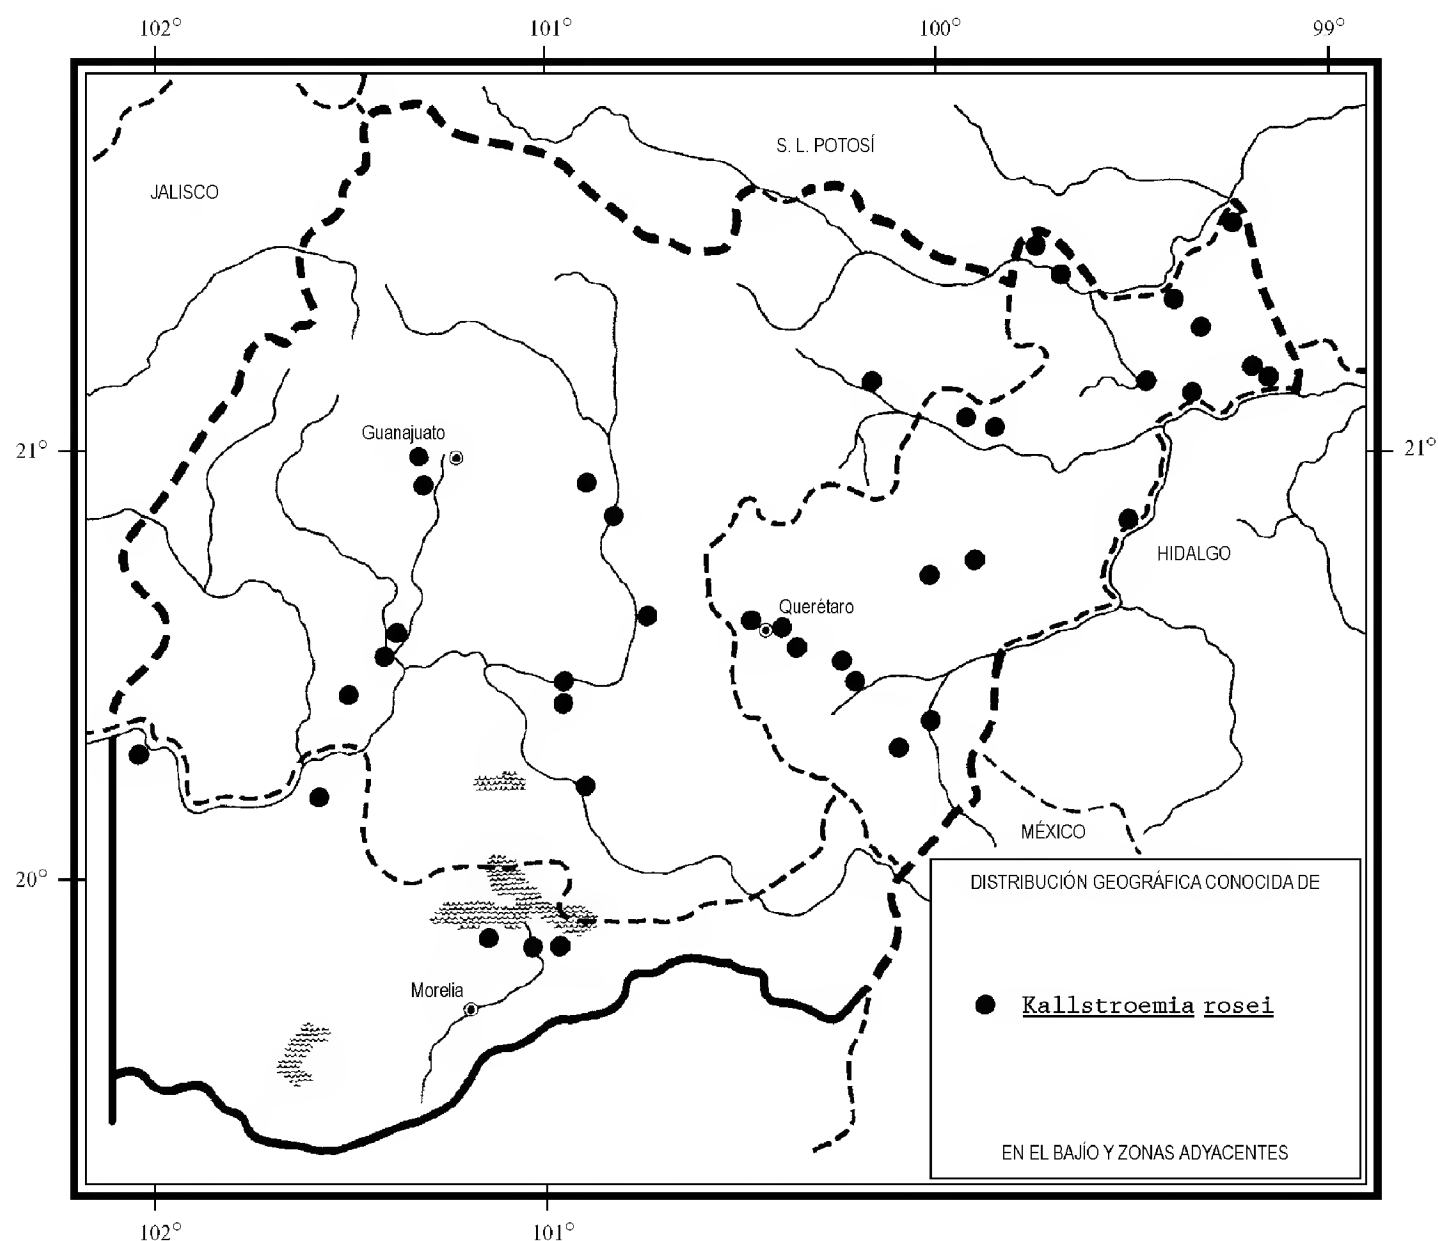 102° 101° 100° 99°
S. L. POTOSÍ
JALISCO
Guanajuato
21° 21°
HIDALGO
Querétaro
MÉXICO
20°
DISTRIBUCIÓN GEOGRÁFICA CONOCIDA DE
Morelia
Kallstroemia rosei
EN EL BAJÍO Y ZONAS ADYACENTES
102° 101°